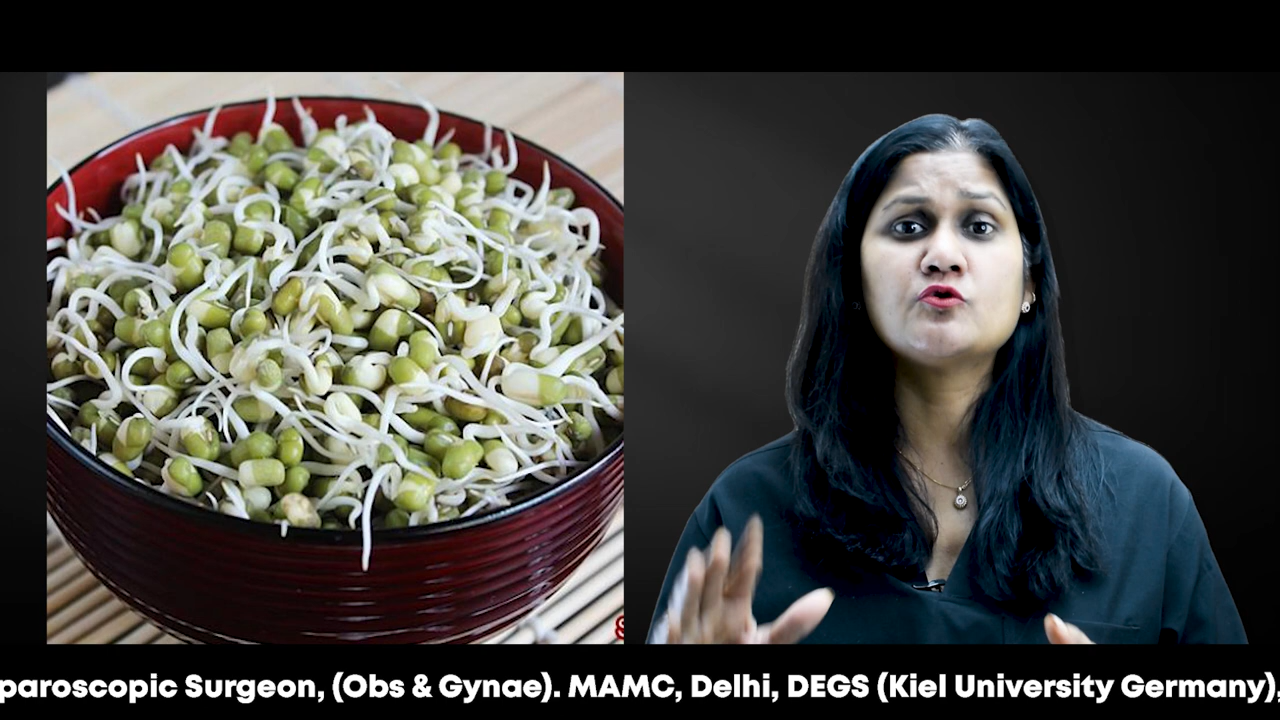 paroscopic Surgeon, (Obs & Gynae). MAMC, Delhi, DEGS (Kiel University Germany),